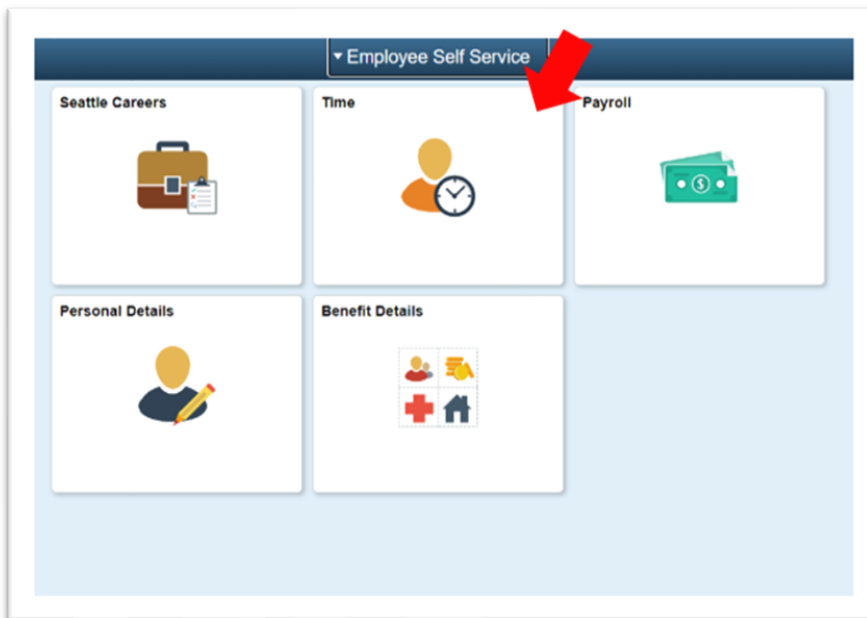 Employee Self Service
Seattle Careers
Time
Payroll
Personal Details
Benefit Details